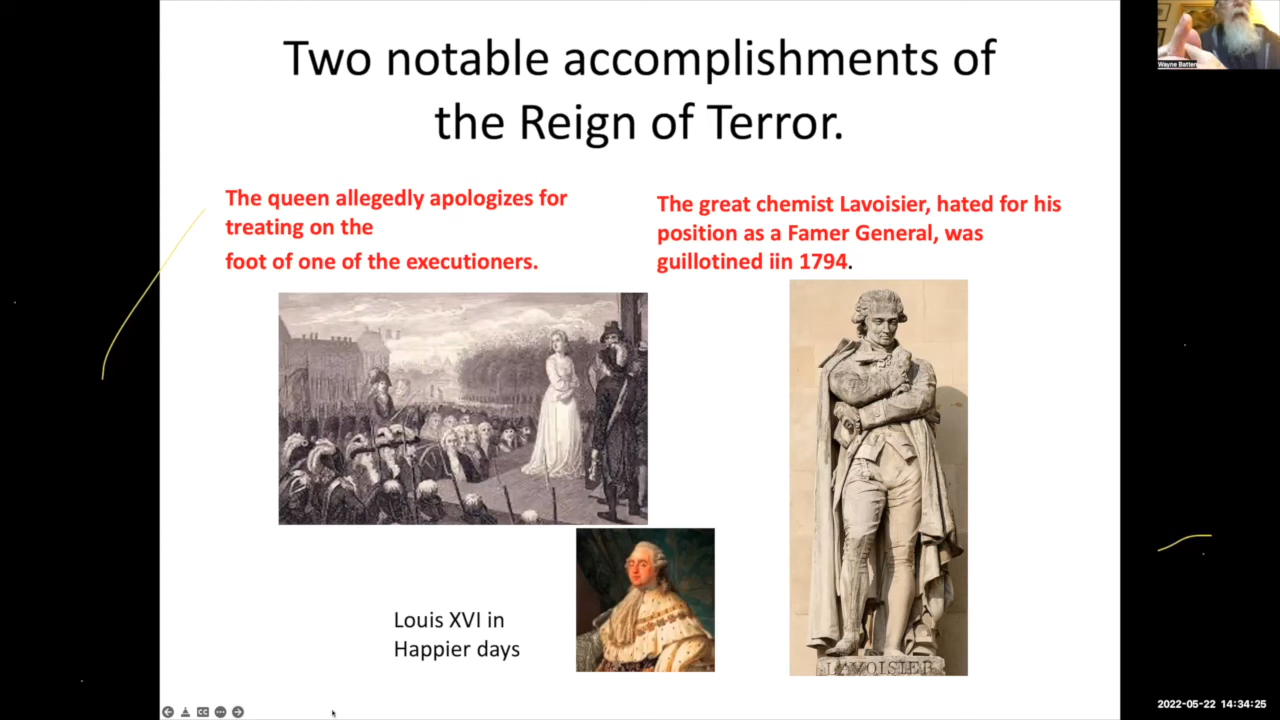 Two notable accomplishments of
the Reign of Terror.
The queen allegedly apologizes for
treating on the
foot of one of the executioners.
The great chemist Lavoisier, hated for his
position as a Famer General, was
guillotined iin 1794.
Louis XVI in
Happier days
LAVOISIER
Wayne Batten
2022-05-22 14:34:25